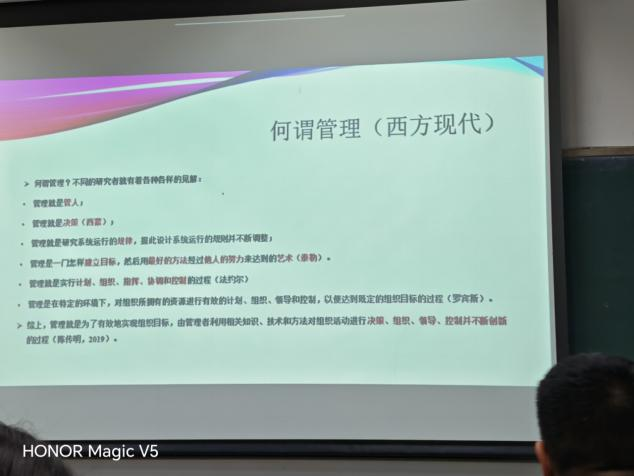 何谓管理（西方现代）
➢ 何谓管理？不同的研究者就有着各种各样的见解：
• 管理就是管人；
• 管理就是决策（西蒙）；
• 管理就是研究系统运行的规律，据此设计系统运行的规则并不断调整；
• 管理是一门怎样建立目标，然后用最好的方法经过他人的努力来达到的艺术（泰勒）。
• 管理就是实行计划、组织、指挥、协调和控制的过程（法约尔）
• 管理是在特定的环境下，对组织所拥有的资源进行有效的计划、组织、领导和控制，以便达到既定的组织目标的过程（罗宾斯）。
➢ 综上，管理就是为了有效地实现组织目标，由管理者利用相关知识、技术和方法对组织活动进行决策、组织、领导、控制并不断创新
的过程（陈传明，2019）。
HONOR Magic V5